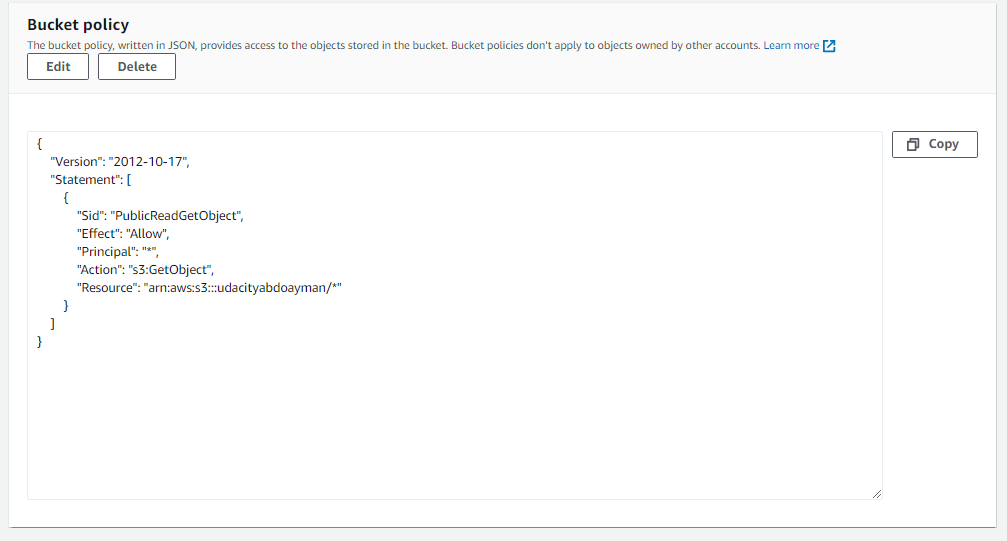 Bucket policy
The bucket policy, written in JSON, provides access to the objects stored in the bucket. Bucket policies don't apply to objects owned by other accounts. Learn more
Edit Delete
{
"Version": "2012-10-17",
"Statement": [
{
"Sid": "PublicReadGetObject",
"Effect": "Allow",
"Principal": "*",
"Action": "s3:GetObject",
"Resource": "arn:aws:s3:::udacityabdoayman/*"
}
]
}
Copy